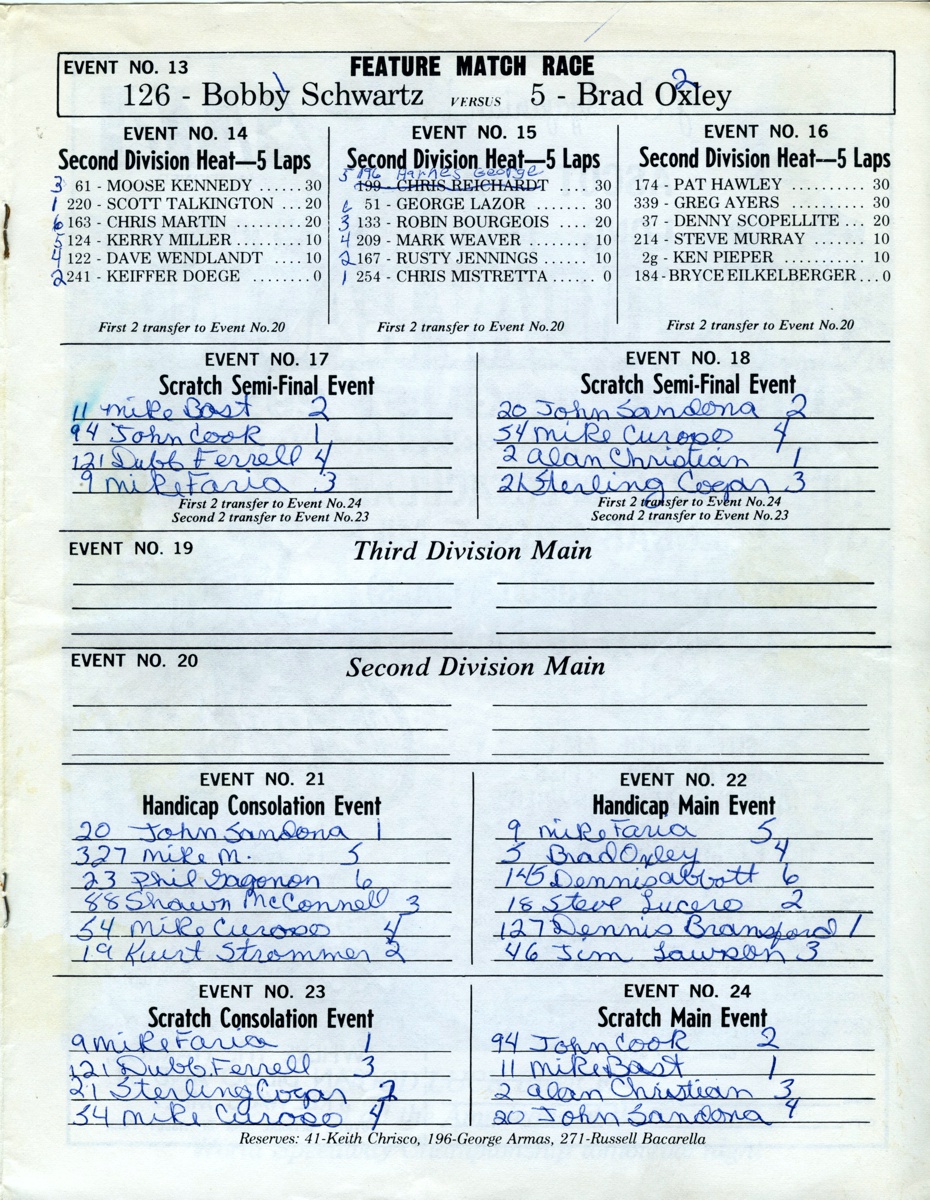 EVENT NO. 13 FEATURE MATCH RACE
126 - Bobby Schwartz VERSUS 5 - Brad Oxley 2
EVENT NO. 14
Second Division Heat—5 Laps
3 61 - MOOSE KENNEDY ...... 30
1 220 - SCOTT TALKINGTON ... 20
6 163 - CHRIS MARTIN .......... 20
5 124 - KERRY MILLER ......... 10
4 122 - DAVE WENDLANDT .... 10
2 241 - KEIFFER DOEGE ........ 0
First 2 transfer to Event No.20
EVENT NO. 15
Second Division Heat—5 Laps
5 196 George
199 - CHRIS REICHARDT .... 30
6 51 - GEORGE LAZOR ....... 30
3 133 - ROBIN BOURGEOIS ... 20
4 209 - MARK WEAVER ........ 10
2 167 - RUSTY JENNINGS ..... 10
1 254 - CHRIS MISTRETTA ..... 0
First 2 transfer to Event No.20
EVENT NO. 16
Second Division Heat—5 Laps
174 - PAT HAWLEY .......... 30
339 - GREG AYERS .......... 30
37 - DENNY SCOPELLITE ... 20
214 - STEVE MURRAY ....... 10
2g - KEN PIEPER ........... 10
184 - BRYCE EILKELBERGER ... 0
First 2 transfer to Event No.20
EVENT NO. 17
Scratch Semi-Final Event
11 Mike Bast 2
94 John Cook 1
121 Dubb Ferrell 4
9 Mike Faria 3
First 2 transfer to Event No.24
Second 2 transfer to Event No.23
EVENT NO. 18
Scratch Semi-Final Event
20 John Sandona 2
54 Mike Curoso 4
2 Alan Christian 1
21 Sterling Cogar 3
First 2 transfer to Event No.24
Second 2 transfer to Event No.23
EVENT NO. 19 Third Division Main
EVENT NO. 20 Second Division Main
EVENT NO. 21
Handicap Consolation Event
20 John Sandona 1
327 Mike M. 5
23 Phil Gagonon 6
88 Shawn McConnell 3
54 Mike Curoso 4
19 Kurt Strommer 2
EVENT NO. 22
Handicap Main Event
9 Mike Faria 5
5 Brad Oxley 4
145 Dennis Abbott 6
18 Steve Lucero 2
127 Dennis Bransford 1
46 Jim Lawson 3
EVENT NO. 23
Scratch Consolation Event
9 Mike Faria 1
121 Dubb Ferrell 3
21 Sterling Cogar 2
54 Mike Curoso 4
EVENT NO. 24
Scratch Main Event
94 John Cook 2
11 Mike Bast 1
2 Alan Christian 3
20 John Sandona 4
Reserves: 41-Keith Chrisco, 196-George Armas, 271-Russell Bacarella